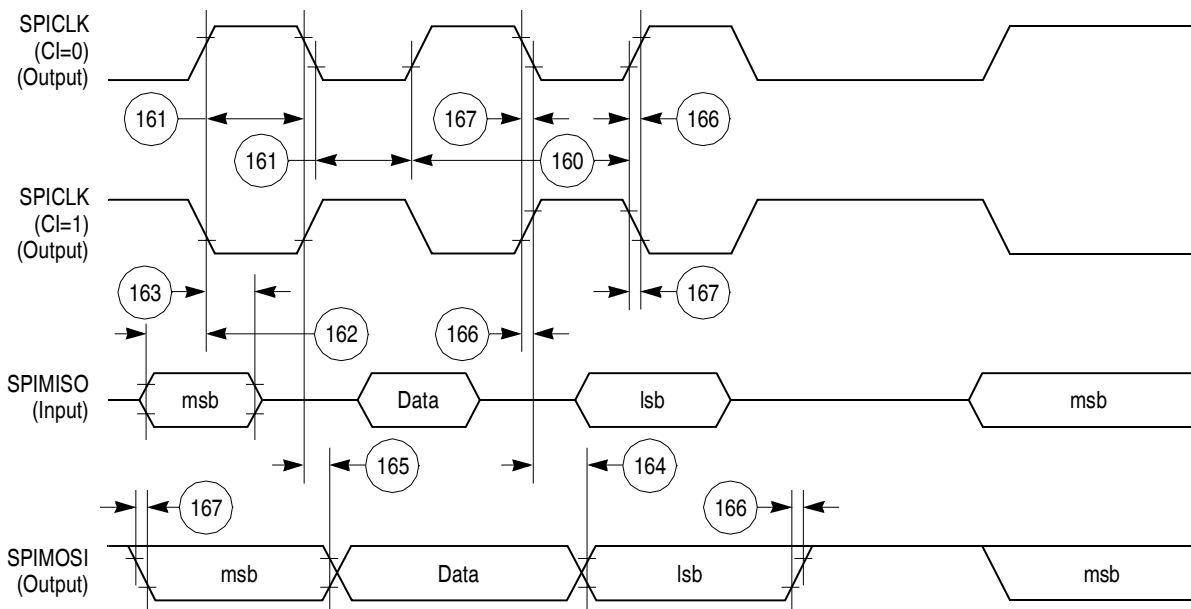 SPICLK
(CI=0)
(Output)
161
167
166
161
160
SPICLK
(CI=1)
(Output)
163
167
162
166
SPIMISO
(Input)
msb
Data
lsb
msb
165
164
167
166
SPIMOSI
(Output)
msb
Data
lsb
msb